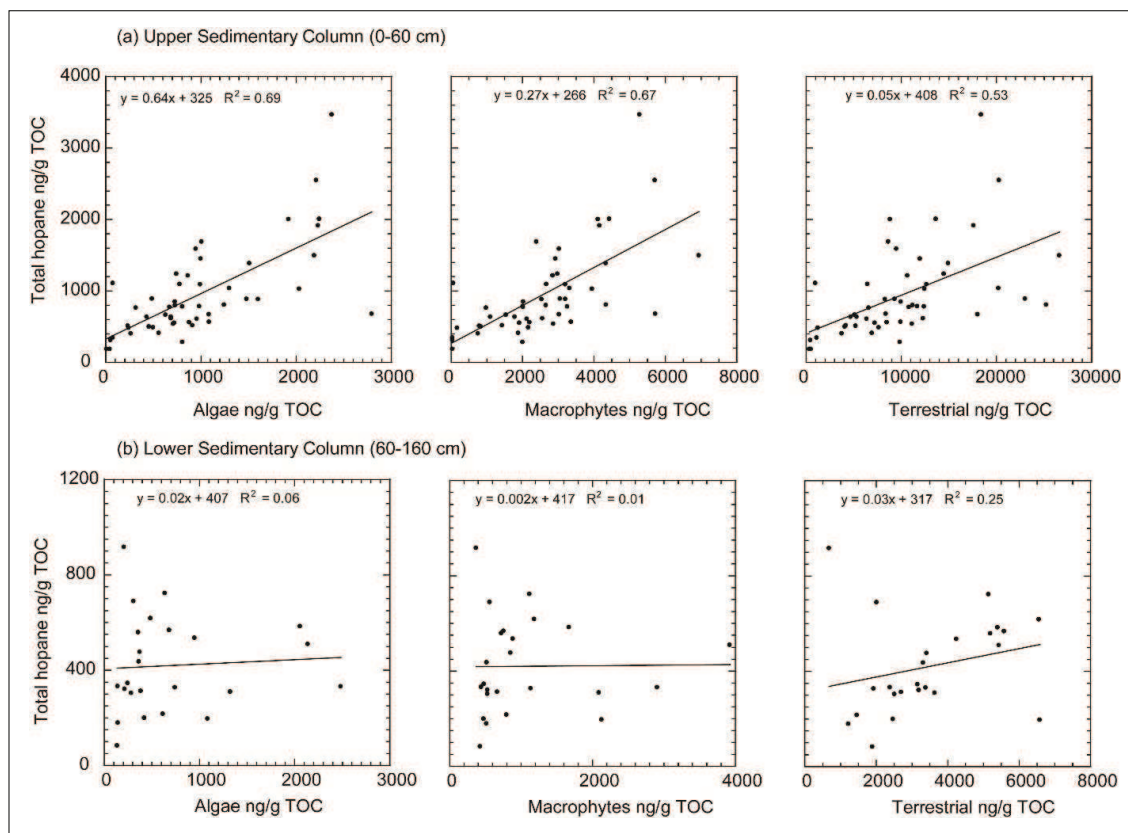 (a) Upper Sedimentary Column (0-60 cm)
y = 0.64x + 325 R² = 0.69
y = 0.27x + 266 R² = 0.67
y = 0.05x + 408 R² = 0.53
Total hopane ng/g TOC
4000
3000
2000
1000
0
0 1000 2000 3000
0 2000 4000 6000 8000
0 10000 20000 30000
Algae ng/g TOC
Macrophytes ng/g TOC
Terrestrial ng/g TOC
(b) Lower Sedimentary Column (60-160 cm)
y = 0.02x + 407 R² = 0.06
y = 0.002x + 417 R² = 0.01
y = 0.03x + 317 R² = 0.25
Total hopane ng/g TOC
1200
800
400
0
0 1000 2000 3000
0 2000 4000
0 2000 4000 6000 8000
Algae ng/g TOC
Macrophytes ng/g TOC
Terrestrial ng/g TOC